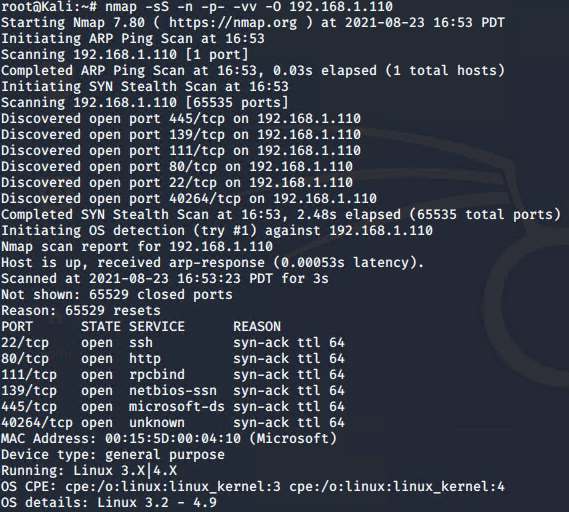 root@Kali:~# nmap -sS -n -p- -vv -O 192.168.1.110
Starting Nmap 7.80 ( https://nmap.org ) at 2021-08-23 16:53 PDT
Initiating ARP Ping Scan at 16:53
Scanning 192.168.1.110 [1 port]
Completed ARP Ping Scan at 16:53, 0.03s elapsed (1 total hosts)
Initiating SYN Stealth Scan at 16:53
Scanning 192.168.1.110 [65535 ports]
Discovered open port 445/tcp on 192.168.1.110
Discovered open port 139/tcp on 192.168.1.110
Discovered open port 111/tcp on 192.168.1.110
Discovered open port 80/tcp on 192.168.1.110
Discovered open port 22/tcp on 192.168.1.110
Discovered open port 40264/tcp on 192.168.1.110
Completed SYN Stealth Scan at 16:53, 2.48s elapsed (65535 total ports)
Initiating OS detection (try #1) against 192.168.1.110
Nmap scan report for 192.168.1.110
Host is up, received arp-response (0.00053s latency).
Scanned at 2021-08-23 16:53:23 PDT for 3s
Not shown: 65529 closed ports
Reason: 65529 resets
PORT      STATE SERVICE      REASON
22/tcp    open  ssh          syn-ack ttl 64
80/tcp    open  http         syn-ack ttl 64
111/tcp   open  rpcbind      syn-ack ttl 64
139/tcp   open  netbios-ssn  syn-ack ttl 64
445/tcp   open  microsoft-ds syn-ack ttl 64
40264/tcp open  unknown      syn-ack ttl 64
MAC Address: 00:15:5D:00:04:10 (Microsoft)
Device type: general purpose
Running: Linux 3.X|4.X
OS CPE: cpe:/o:linux:linux_kernel:3 cpe:/o:linux:linux_kernel:4
OS details: Linux 3.2 - 4.9